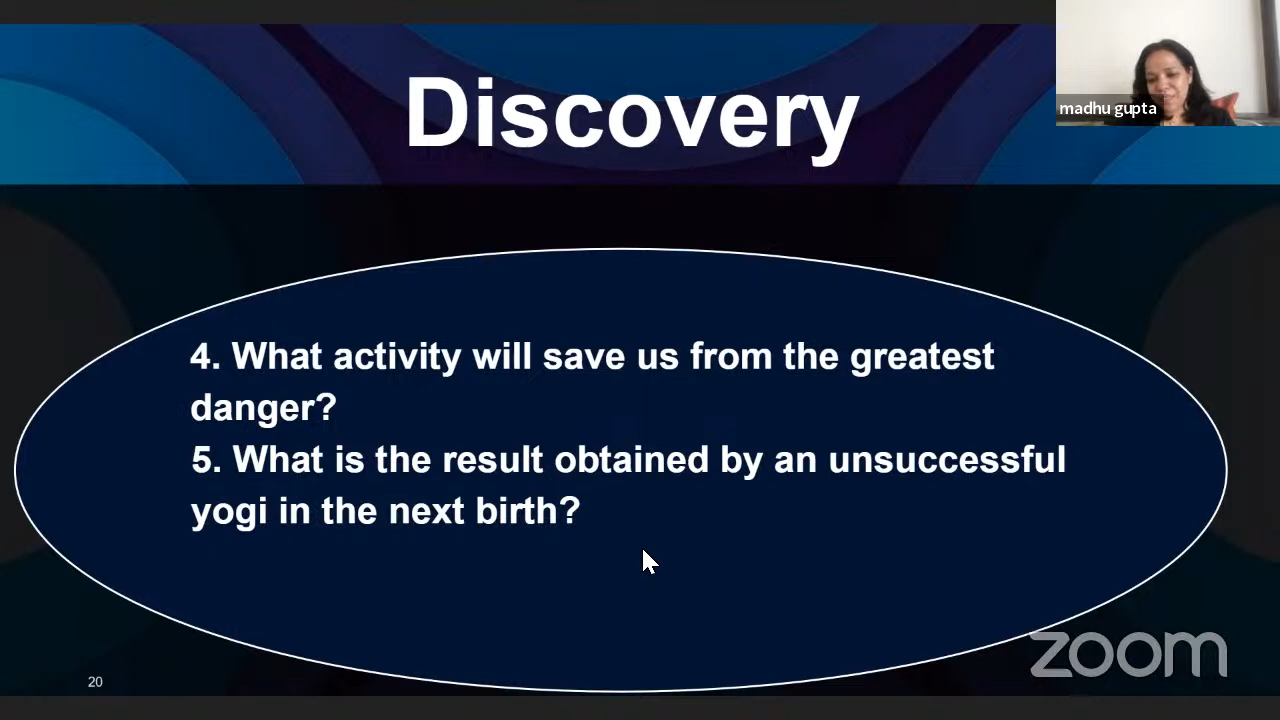 Discovery
madhu gupta
4. What activity will save us from the greatest
danger?
5. What is the result obtained by an unsuccessful
yogi in the next birth?
zoom
20